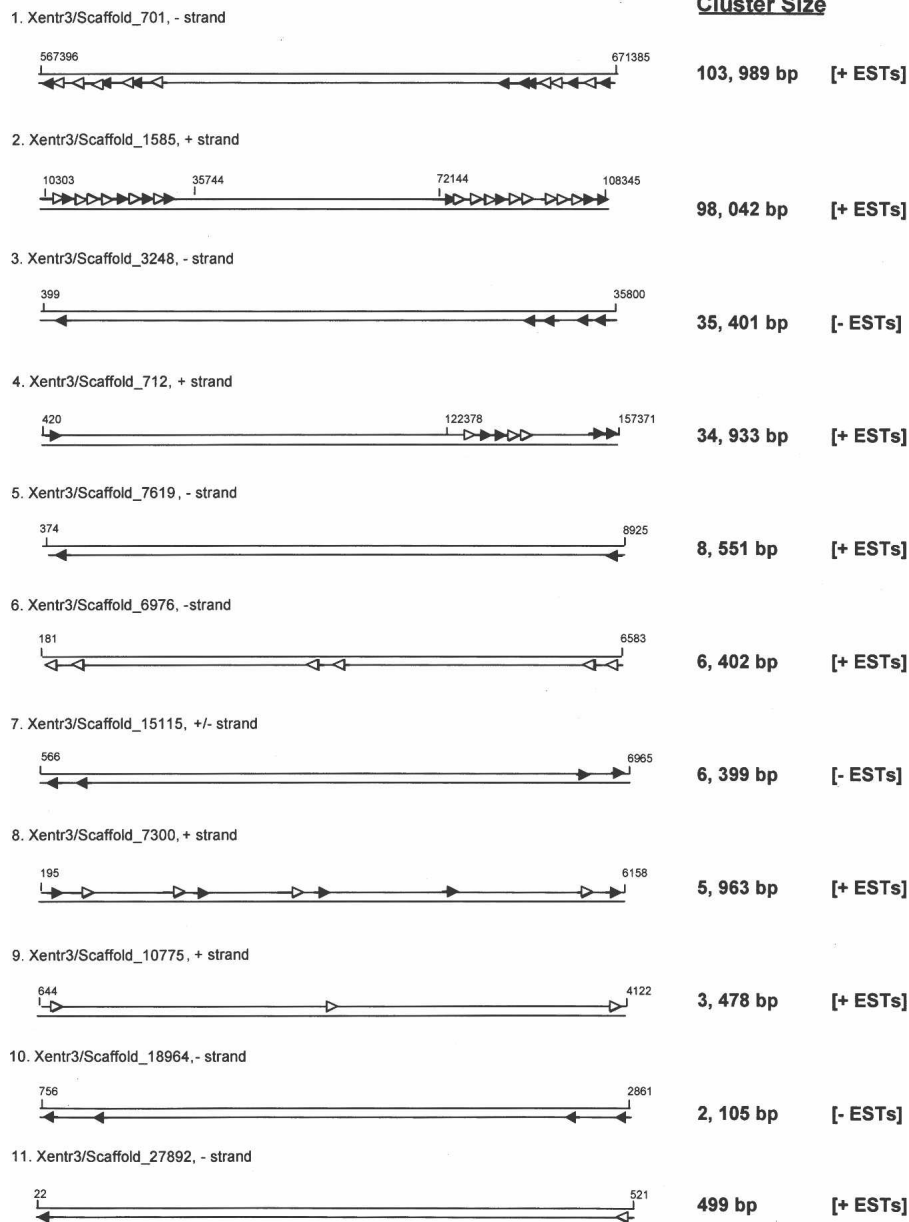 Cluster Size
1. Xentr3/Scaffold_701, - strand
567396 671385
103, 989 bp [+ ESTs]
2. Xentr3/Scaffold_1585, + strand
10303 35744 72144 108345
98, 042 bp [+ ESTs]
3. Xentr3/Scaffold_3248, - strand
399 35800
35, 401 bp [- ESTs]
4. Xentr3/Scaffold_712, + strand
420 122378 157371
34, 933 bp [+ ESTs]
5. Xentr3/Scaffold_7619, - strand
374 8925
8, 551 bp [+ ESTs]
6. Xentr3/Scaffold_6976, -strand
181 6583
6, 402 bp [+ ESTs]
7. Xentr3/Scaffold_15115, +/- strand
566 6965
6, 399 bp [- ESTs]
8. Xentr3/Scaffold_7300, + strand
195 6158
5, 963 bp [+ ESTs]
9. Xentr3/Scaffold_10775, + strand
644 4122
3, 478 bp [+ ESTs]
10. Xentr3/Scaffold_18964,- strand
756 2861
2, 105 bp [- ESTs]
11. Xentr3/Scaffold_27892, - strand
22 521
499 bp [+ ESTs]